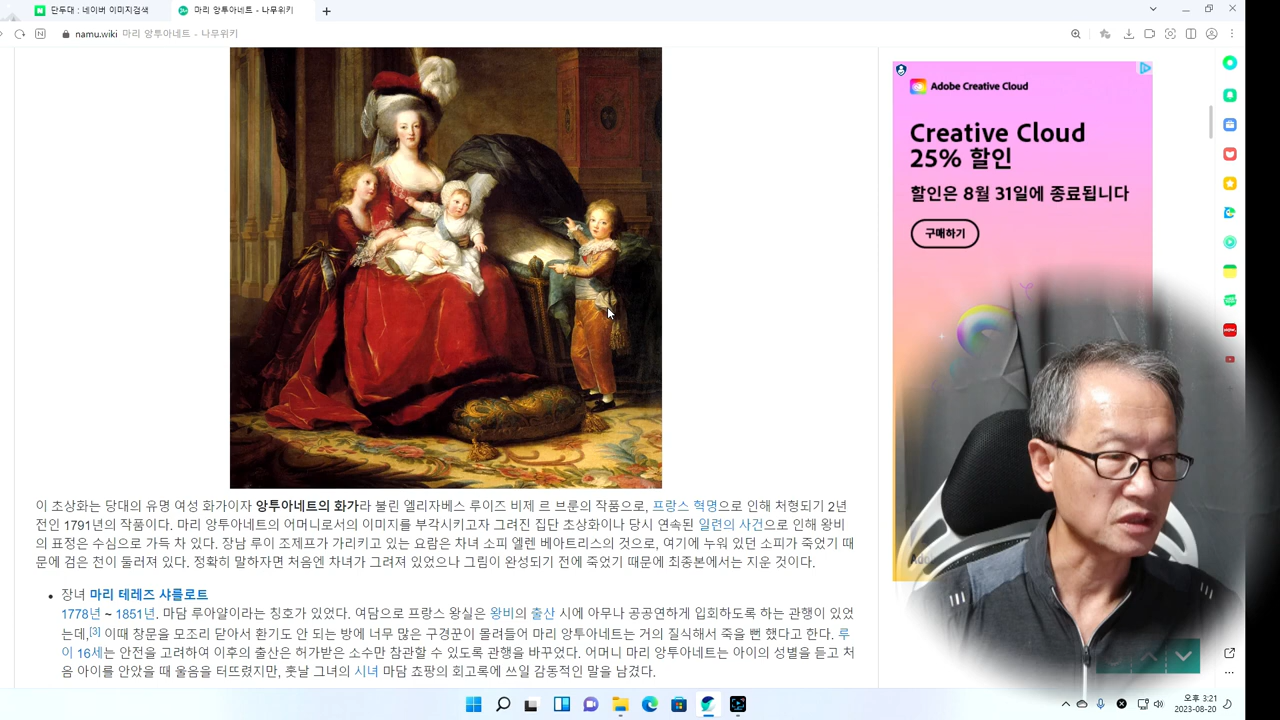 단두대 : 네이버 이미지검색
마리 앙투아네트 - 나무위키
namu.wiki 마리 앙투아네트 - 나무위키
Adobe Creative Cloud
Creative Cloud
25% 할인
할인은 8월 31일에 종료됩니다
구매하기
이 초상화는 당대의 유명 여성 화가이자 앙투아네트의 화가라 불린 엘리자베스 루이즈 비제 르 브룬의 작품으로, 프랑스 혁명으로 인해 처형되기 2년
전인 1791년의 작품이다. 마리 앙투아네트의 어머니로서의 이미지를 부각시키고자 그려진 집단 초상화이나 당시 연속된 일련의 사건으로 인해 왕비
의 표정은 수심으로 가득 차 있다. 장남 루이 조제프가 가리키고 있는 요람은 차녀 소피 엘렌 베아트리스의 것으로, 여기에 누워 있던 소피가 죽었기 때
문에 검은 천이 둘러져 있다. 정확히 말하자면 처음엔 차녀가 그려져 있었으나 그림이 완성되기 전에 죽었기 때문에 최종본에서는 지운 것이다.
장녀 마리 테레즈 샤를로트
1778년 ~ 1851년. 마담 루아얄이라는 칭호가 있었다. 여담으로 프랑스 왕실은 왕비의 출산 시에 아무나 공공연하게 입회하도록 하는 관행이 있었
는데,[3] 이때 창문을 모조리 닫아서 환기도 안 되는 방에 너무 많은 구경꾼이 몰려들어 마리 앙투아네트는 거의 질식해서 죽을 뻔 했다고 한다. 루
이 16세는 안전을 고려하여 이후의 출산은 허가받은 소수만 참관할 수 있도록 관행을 바꾸었다. 어머니 마리 앙투아네트는 아이의 성별을 듣고 처
음 아이를 안았을 때 울음을 터뜨렸지만, 훗날 그녀의 시녀 마담 쵸팡의 회고록에 쓰일 감동적인 말을 남겼다.
오후 3:21
2023-08-20